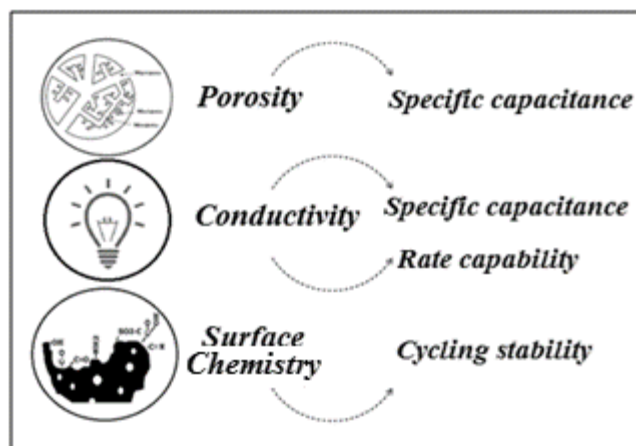 Porosity
Specific capacitance
Conductivity
Specific capacitance
Rate capability
Surface
Chemistry
Cycling stability
C=O